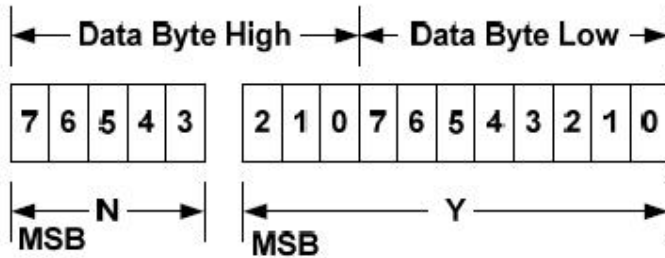 Data Byte High Data Byte Low
7 6 5 4 3 2 1 0 7 6 5 4 3 2 1 0
N Y
MSB MSB